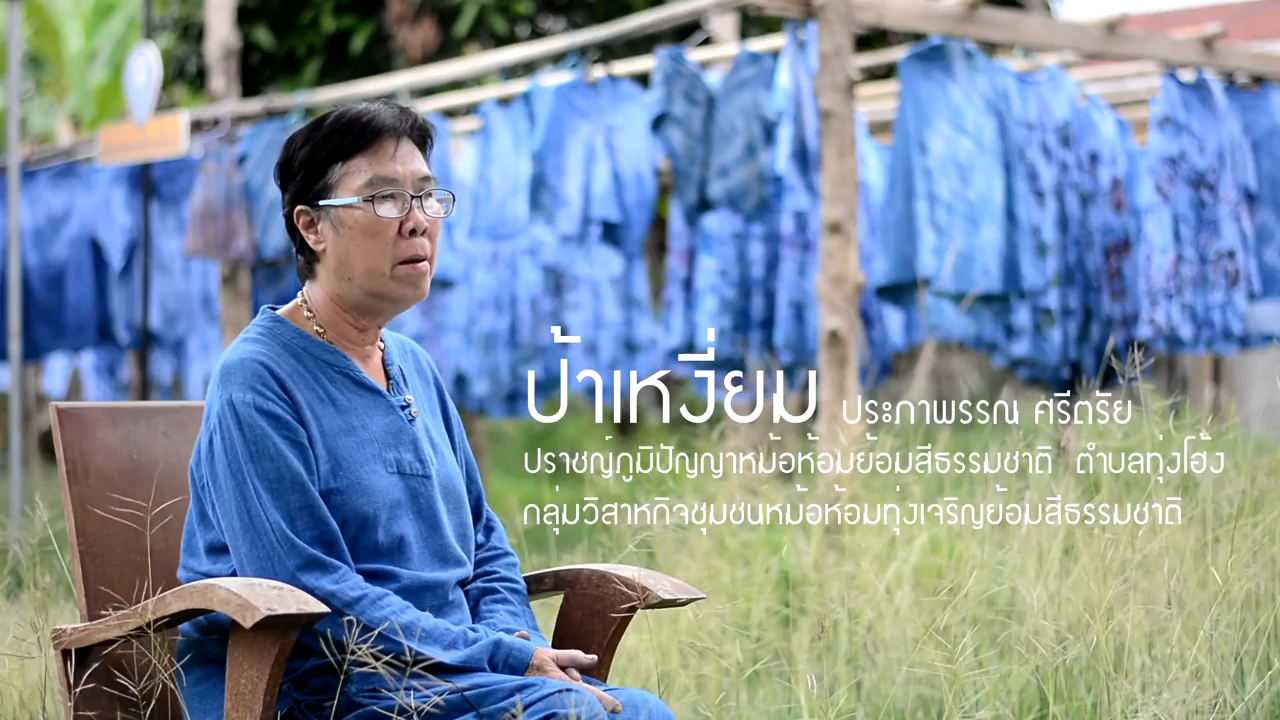 ป้าเหงี่ยม ประภาพรรณ ศรีตรัย
ปราชญ์ภูมิปัญญาหม้อห้อมย้อมสีธรรมชาติ ตำบลทุ่งโฮ้ง
กลุ่มวิสาหกิจชุมชนหม้อห้อมทุ่งเจริญย้อมสีธรรมชาติ